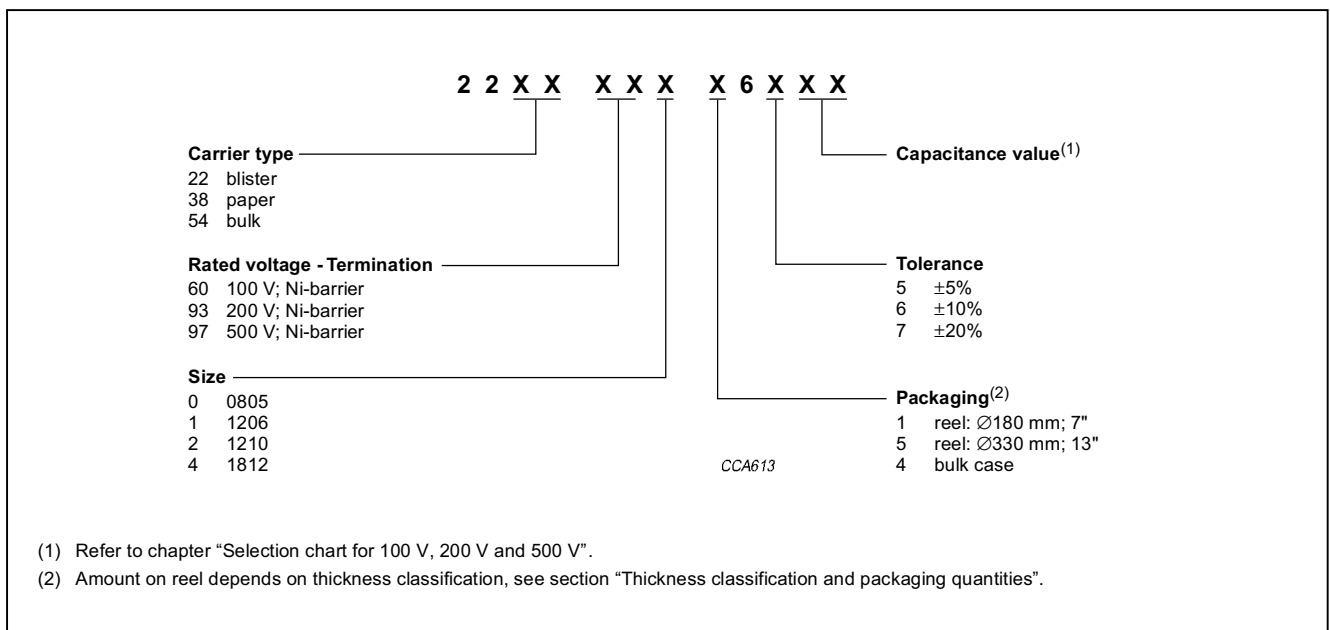 2 2 X X X X X X 6 X X X
Carrier type
22 blister
38 paper
54 bulk
Rated voltage - Termination
60 100 V; Ni-barrier
93 200 V; Ni-barrier
97 500 V; Ni-barrier
Size
0 0805
1 1206
2 1210
4 1812
Capacitance value(1)
Tolerance
5 ±5%
6 ±10%
7 ±20%
Packaging(2)
1 reel: ∅180 mm; 7"
5 reel: ∅330 mm; 13"
4 bulk case
CCA613
(1) Refer to chapter “Selection chart for 100 V, 200 V and 500 V”.
(2) Amount on reel depends on thickness classification, see section “Thickness classification and packaging quantities”.